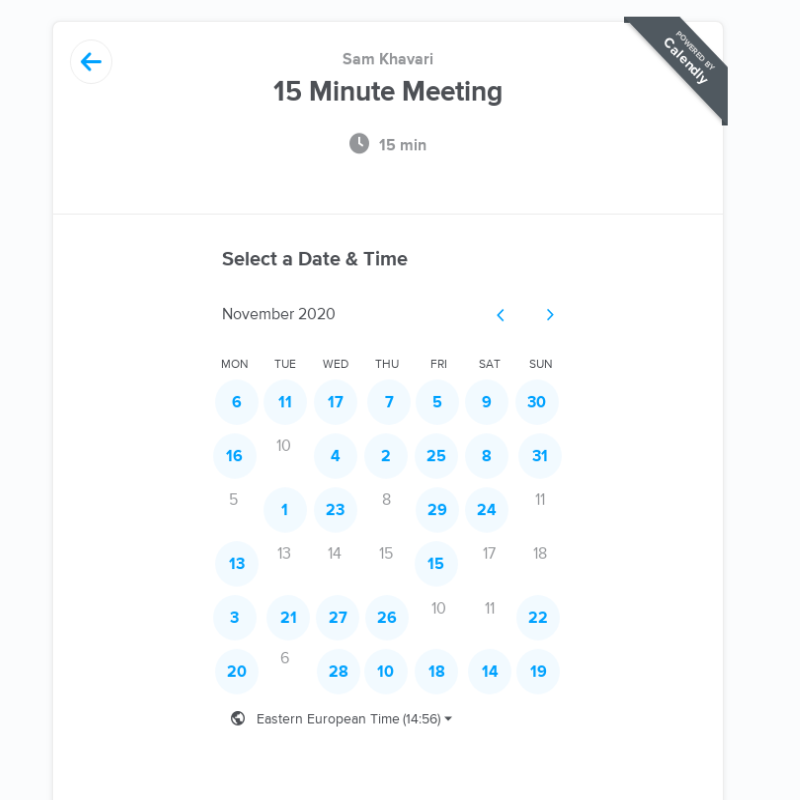 Sam Khavari
15 Minute Meeting
15 min
POWERED BY
Calendly
Select a Date & Time
November 2020
MON TUE WED THU FRI SAT SUN
6 11 17 7 5 9 30
16 10 4 2 25 8 31
5 1 23 8 29 24 11
13 13 14 15 15 17 18
3 21 27 26 10 11 22
20 6 28 10 18 14 19
Eastern European Time (14:56)